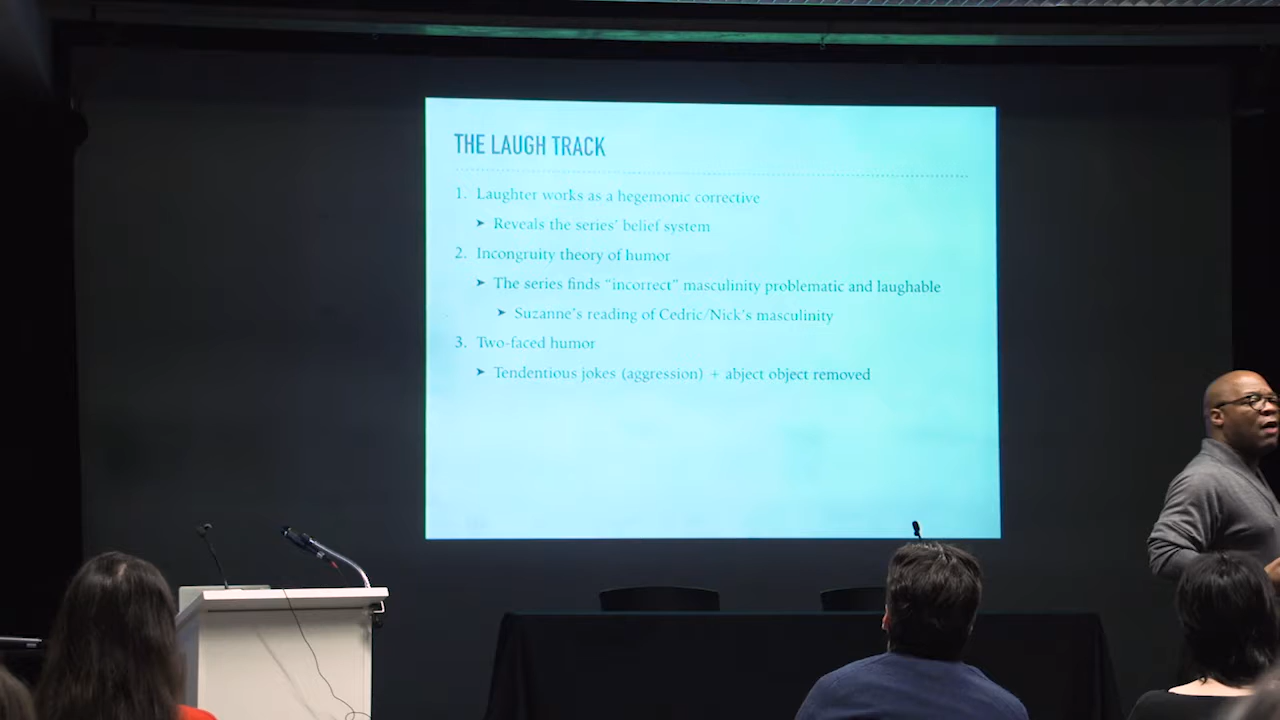 THE LAUGH TRACK
1. Laughter works as a hegemonic corrective
➤ Reveals the series’ belief system
2. Incongruity theory of humor
➤ The series finds “incorrect” masculinity problematic and laughable
➤ Suzanne’s reading of Cedric/Nick’s masculinity
3. Two-faced humor
➤ Tendentious jokes (aggression) + abject object removed